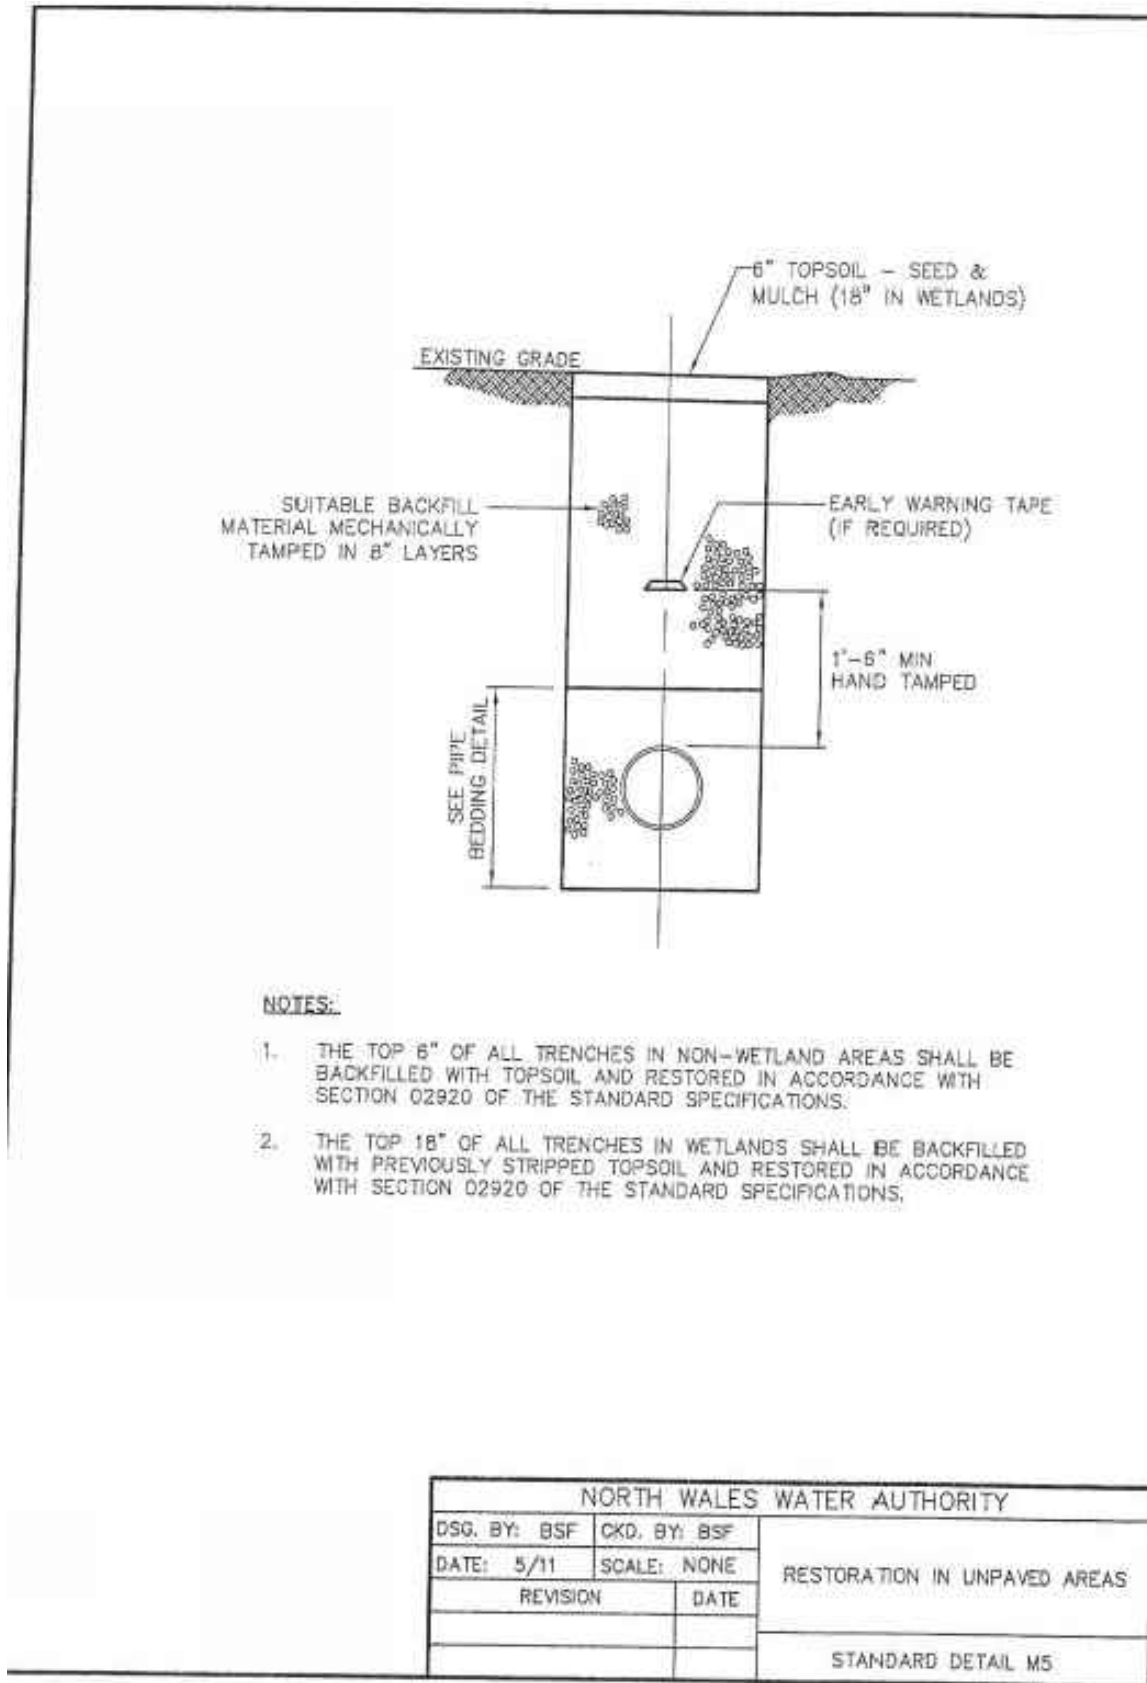 6" TOPSOIL – SEED &
MULCH (18" IN WETLANDS)
EXISTING GRADE
SUITABLE BACKFILL
MATERIAL MECHANICALLY
TAMPED IN 8" LAYERS
EARLY WARNING TAPE
(IF REQUIRED)
1'-6" MIN
HAND TAMPED
SEE PIPE
BEDDING DETAIL
NOTES:
1. THE TOP 6" OF ALL TRENCHES IN NON-WETLAND AREAS SHALL BE
BACKFILLED WITH TOPSOIL AND RESTORED IN ACCORDANCE WITH
SECTION 02920 OF THE STANDARD SPECIFICATIONS.
2. THE TOP 18" OF ALL TRENCHES IN WETLANDS SHALL BE BACKFILLED
WITH PREVIOUSLY STRIPPED TOPSOIL AND RESTORED IN ACCORDANCE
WITH SECTION 02920 OF THE STANDARD SPECIFICATIONS.
NORTH WALES WATER AUTHORITY
DSG. BY: BSF CKD. BY: BSF
DATE: 5/11 SCALE: NONE
REVISION DATE
RESTORATION IN UNPAVED AREAS
STANDARD DETAIL M5